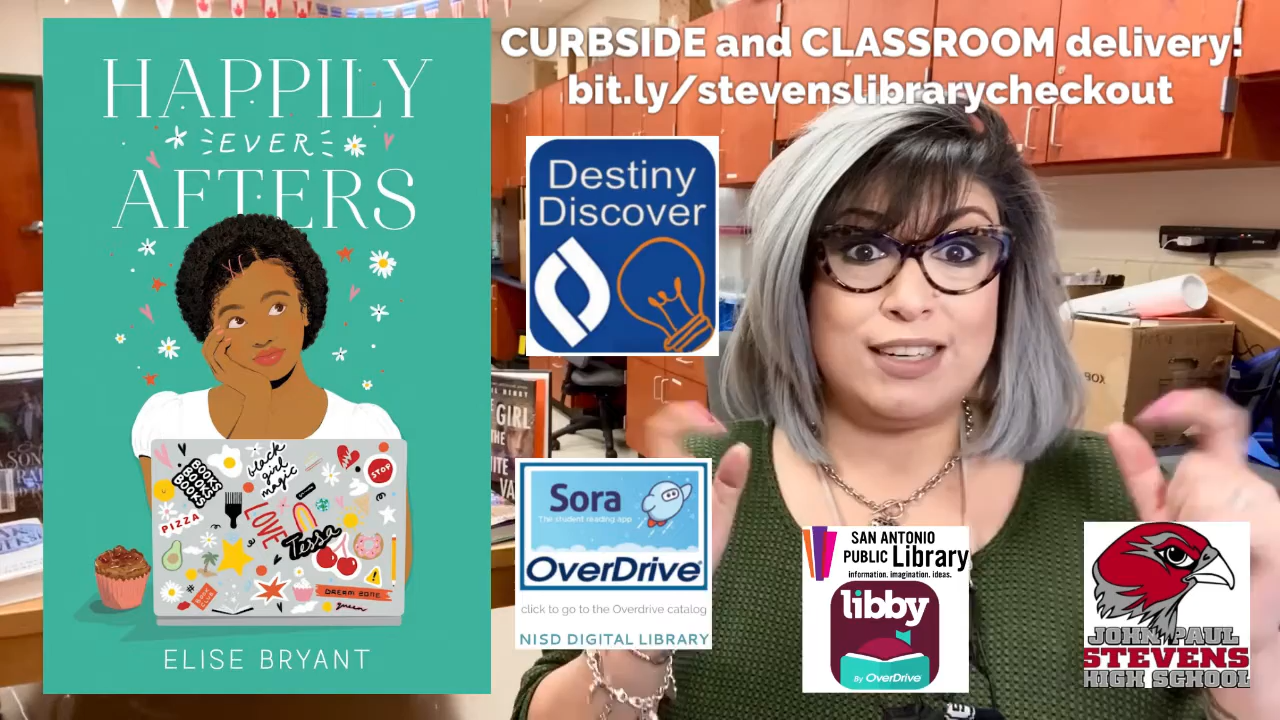 HAPPILY
EVER
AFTERS
BOOKS
BOOKS
BOOKS
black
girl
magic
STOP
PIZZA
LOVE
Tessa
DREAM ZONE
queen
ELISE BRYANT
CURBSIDE and CLASSROOM delivery!
bit.ly/stevenslibrarycheckout
Destiny
Discover
GIRL
THE
Sora
The student reading app
OverDrive
click to go to the Overdrive catalog
NISD DIGITAL LIBRARY
SAN ANTONIO
PUBLIC Library
information. imagination. ideas.
libby
By OverDrive
JOHN PAUL
STEVENS
HIGH SCHOOL